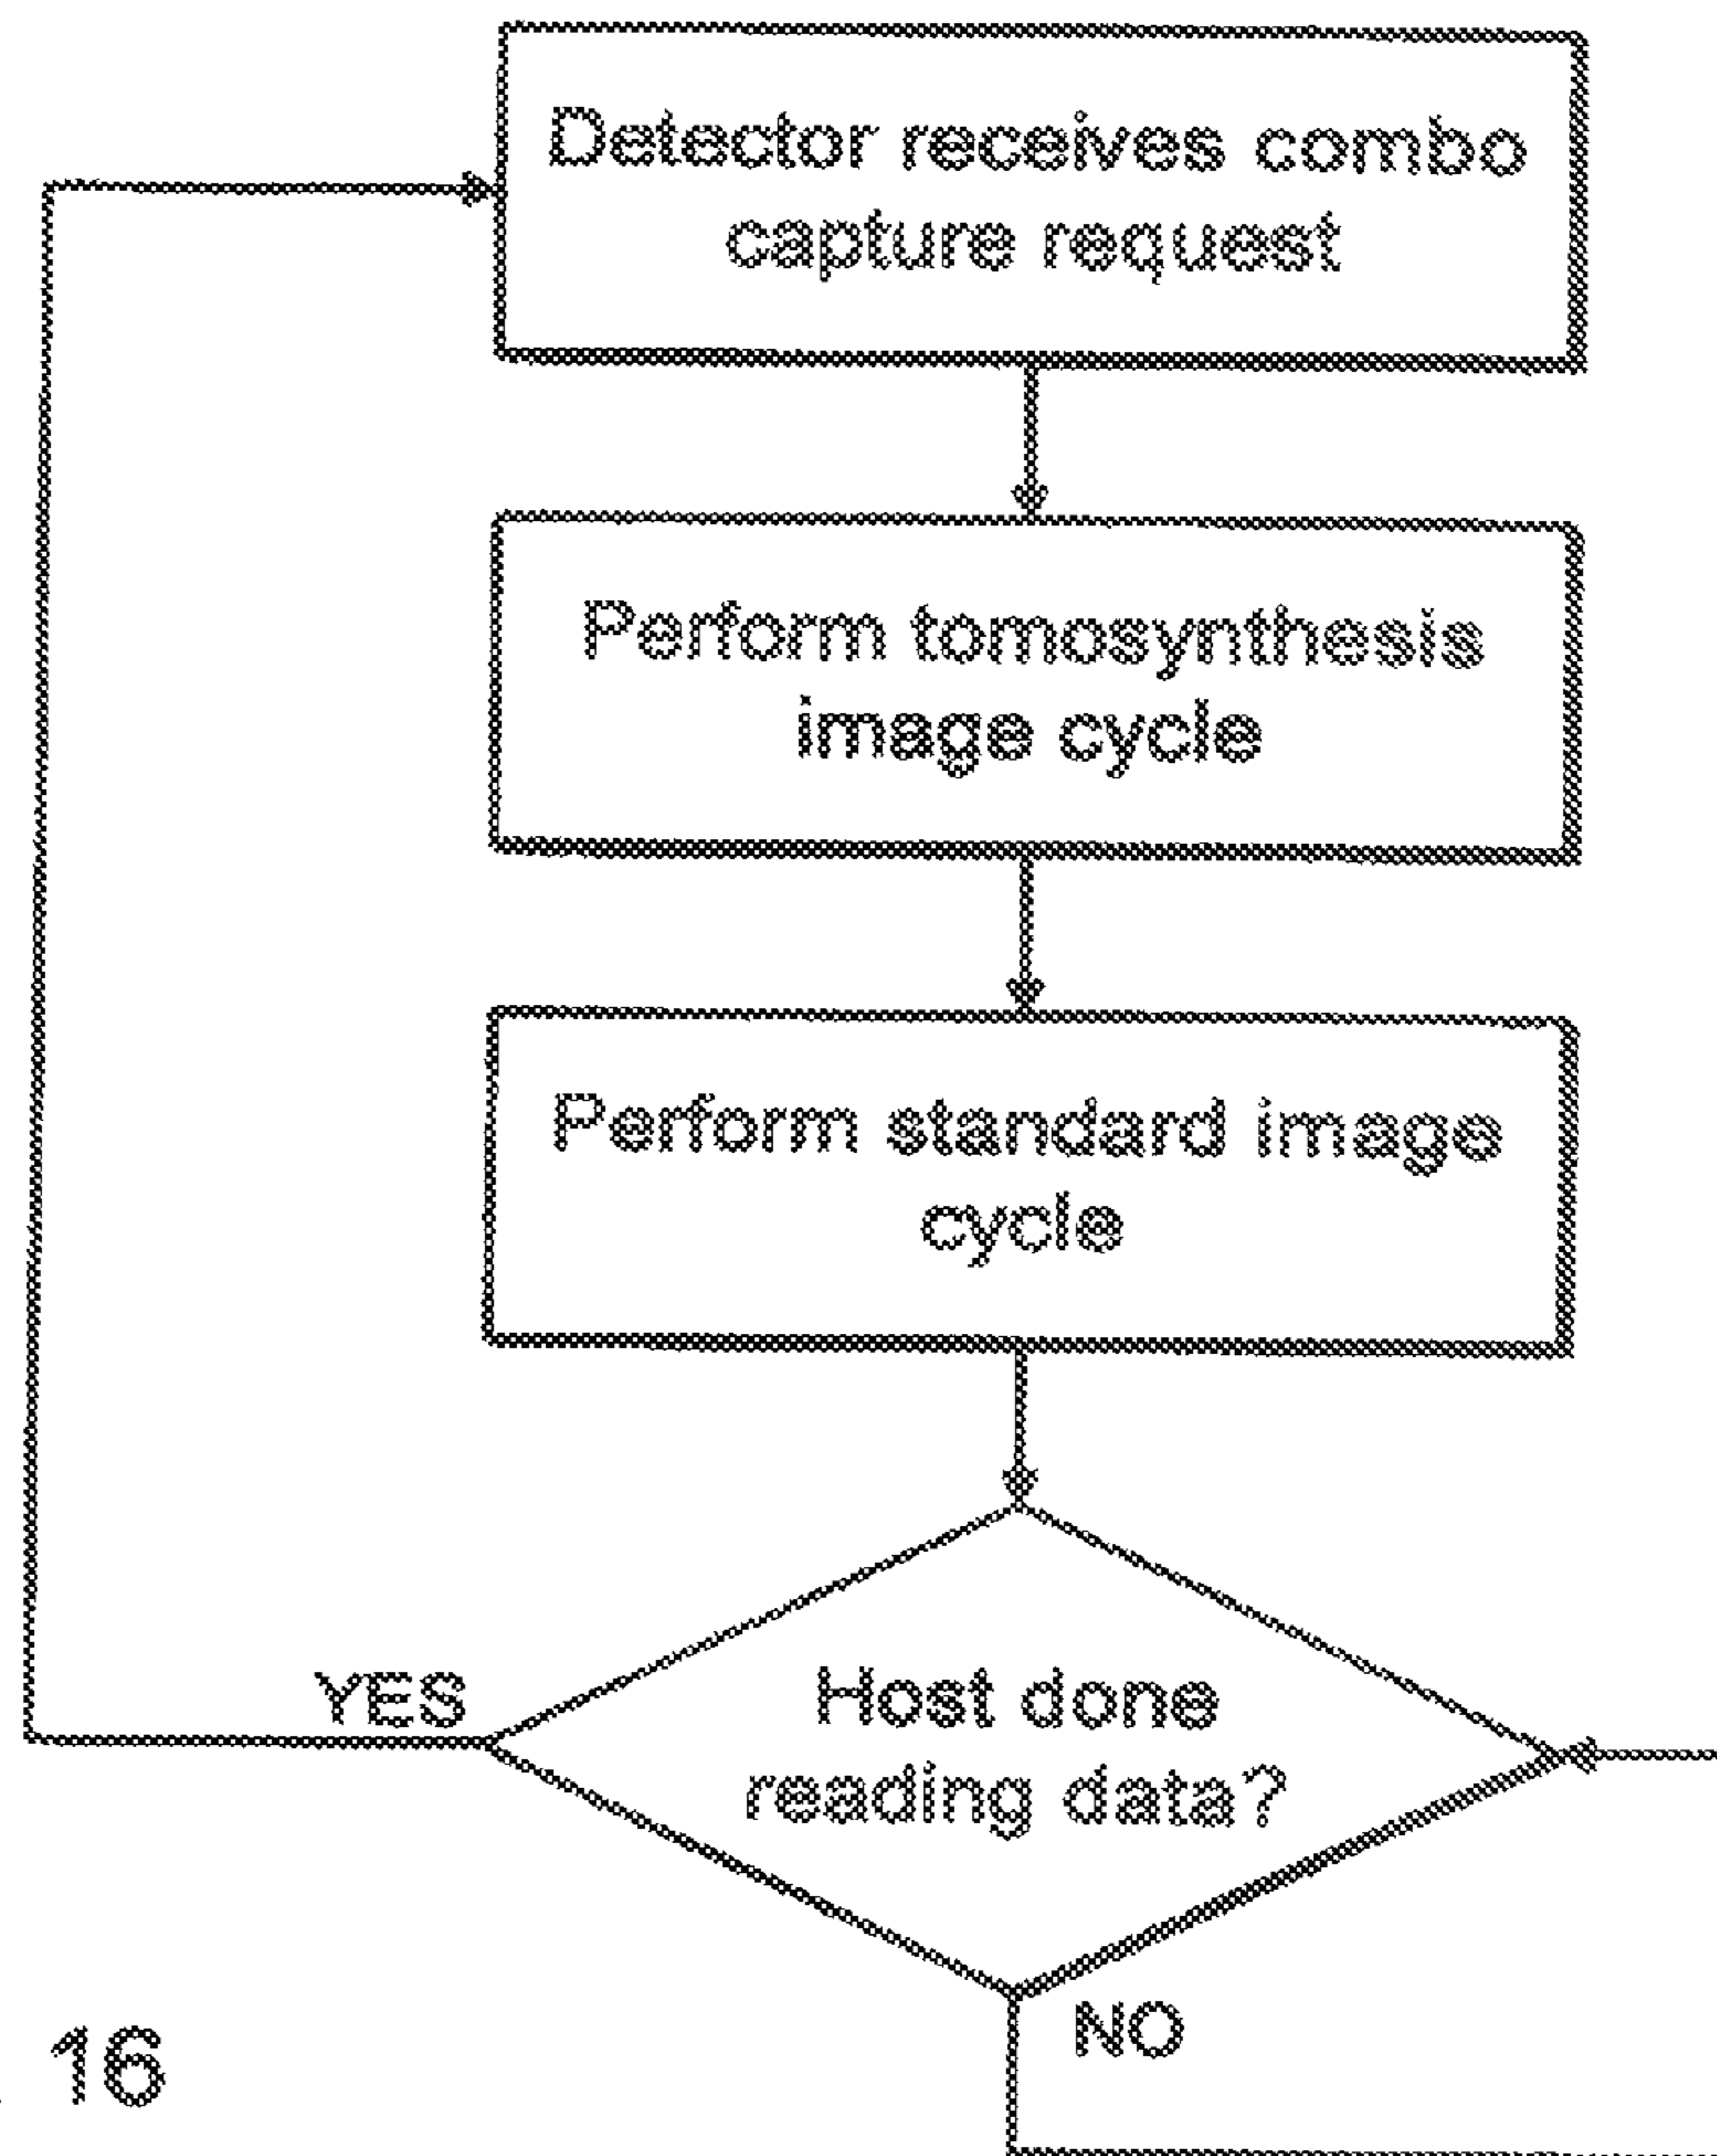 Detector receives combo
capture request
Perform tomosynthesis
image cycle
Perform standard image
cycle
YES
Host done
reading data?
NO
16